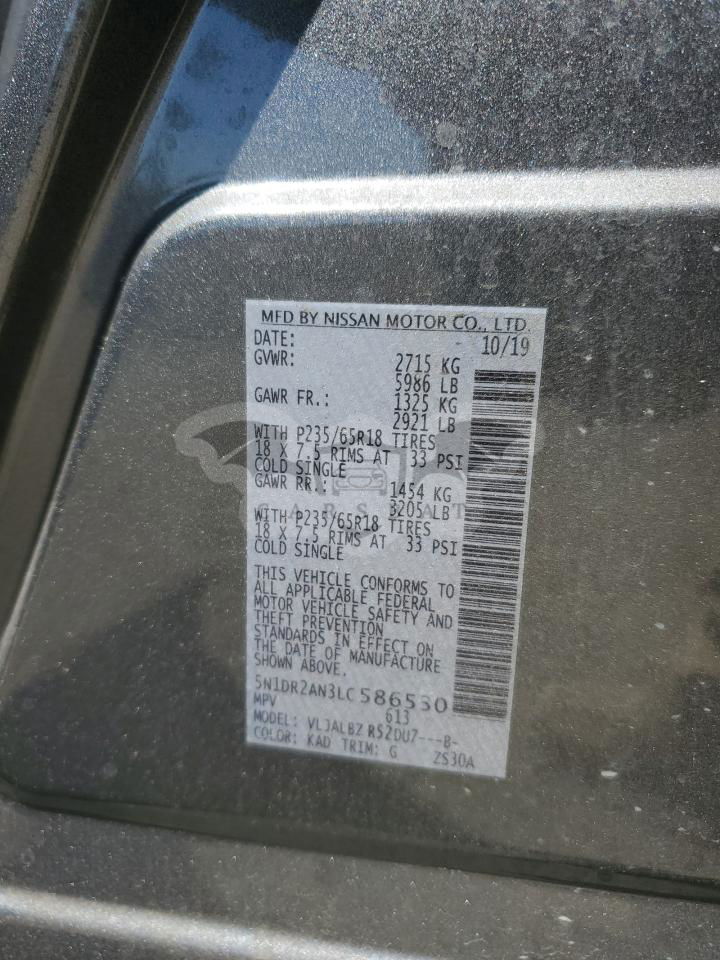 MFD BY NISSAN MOTOR CO., LTD.
DATE: 10/19
GVWR: 2715 KG
5986 LB
GAWR FR.: 1325 KG
2921 LB
WITH P235/65R18 TIRES
18 X 7.5 RIMS AT 33 PSI
COLD SINGLE
GAWR RR.: 1454 KG
3205 LB
WITH P235/65R18 TIRES
18 X 7.5 RIMS AT 33 PSI
COLD SINGLE
THIS VEHICLE CONFORMS TO
ALL APPLICABLE FEDERAL
MOTOR VEHICLE SAFETY AND
THEFT PREVENTION
STANDARDS IN EFFECT ON
THE DATE OF MANUFACTURE
SHOWN ABOVE.
5N1DR2AN3LC586530
MPV 613
MODEL: VLJALBZ R52DU7---B-
COLOR: KAD TRIM: G ZS30A